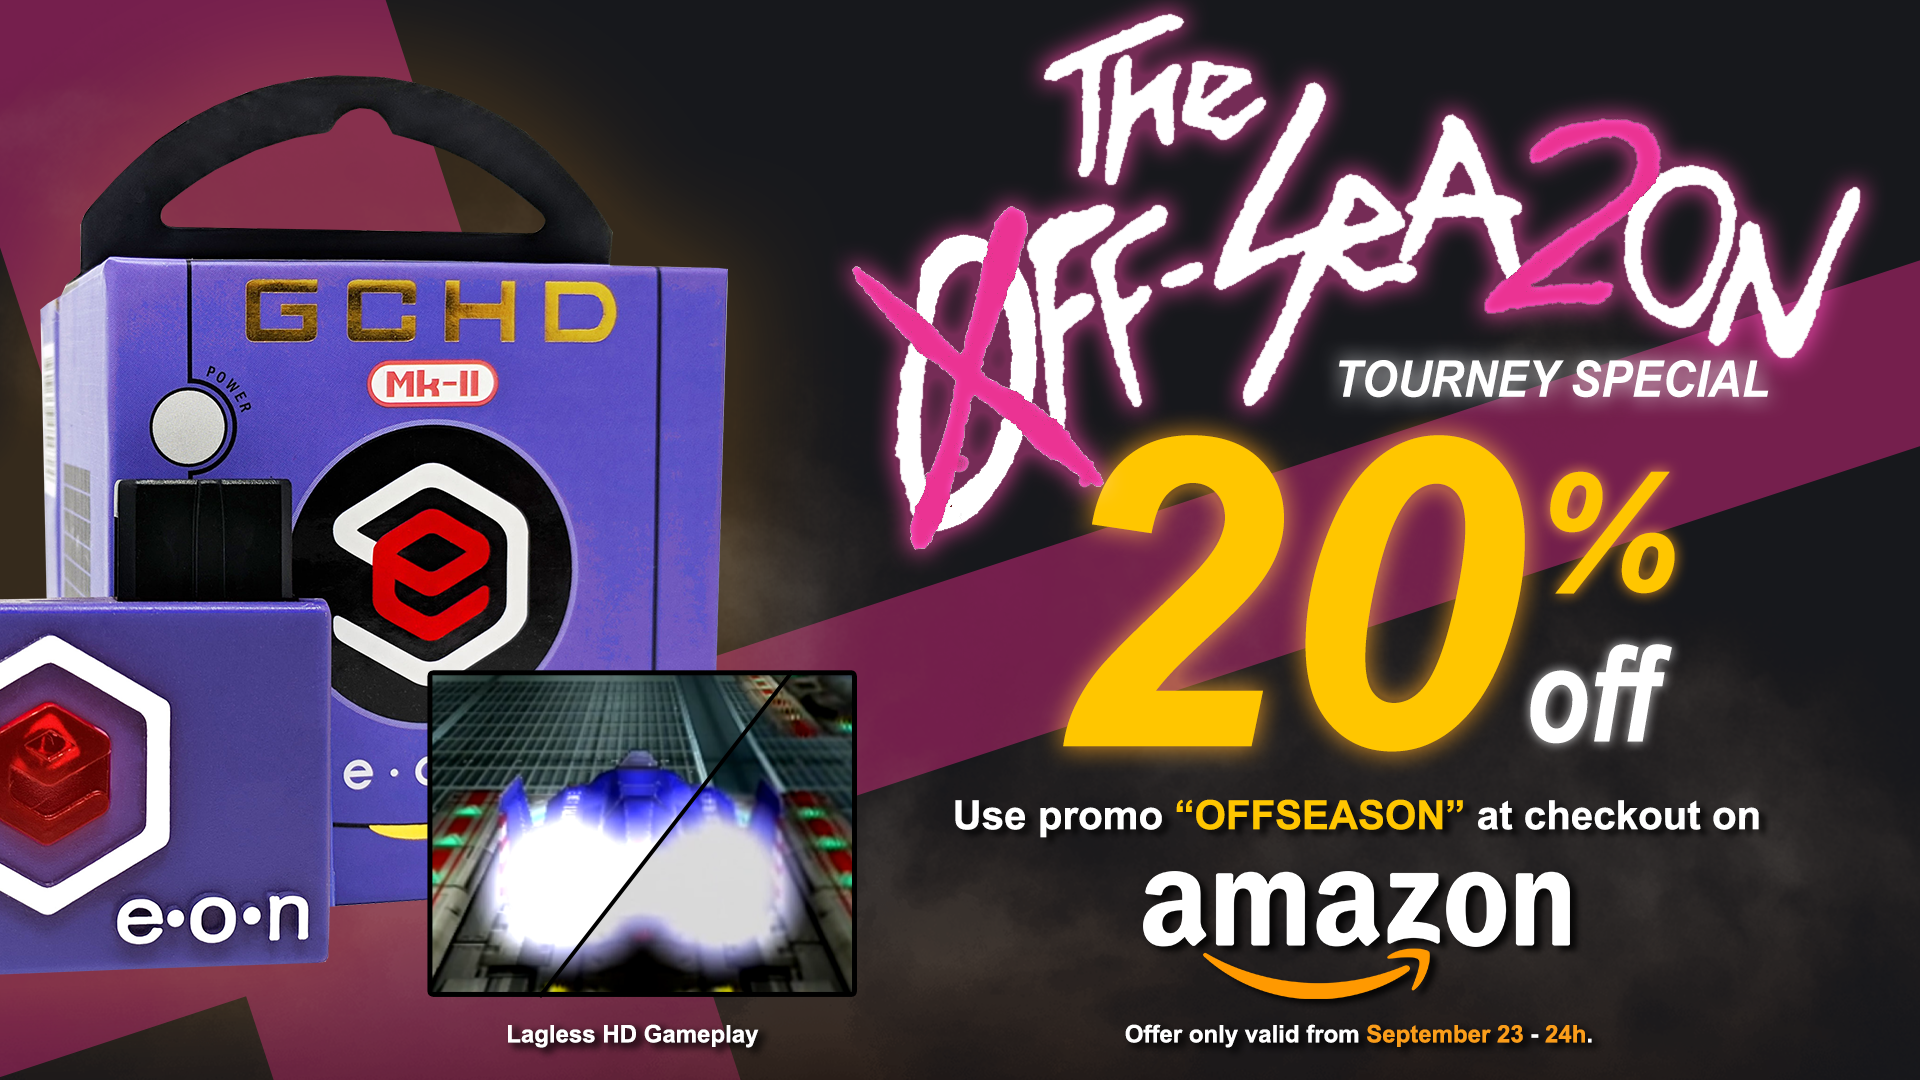 The
OFF-SEA2ON
TOURNEY SPECIAL
20%
off
Use promo “OFFSEASON” at checkout on
amazon
Offer only valid from September 23 - 24h.
GCHD
Mk-II
POWER
e
e·o·n
Lagless HD Gameplay